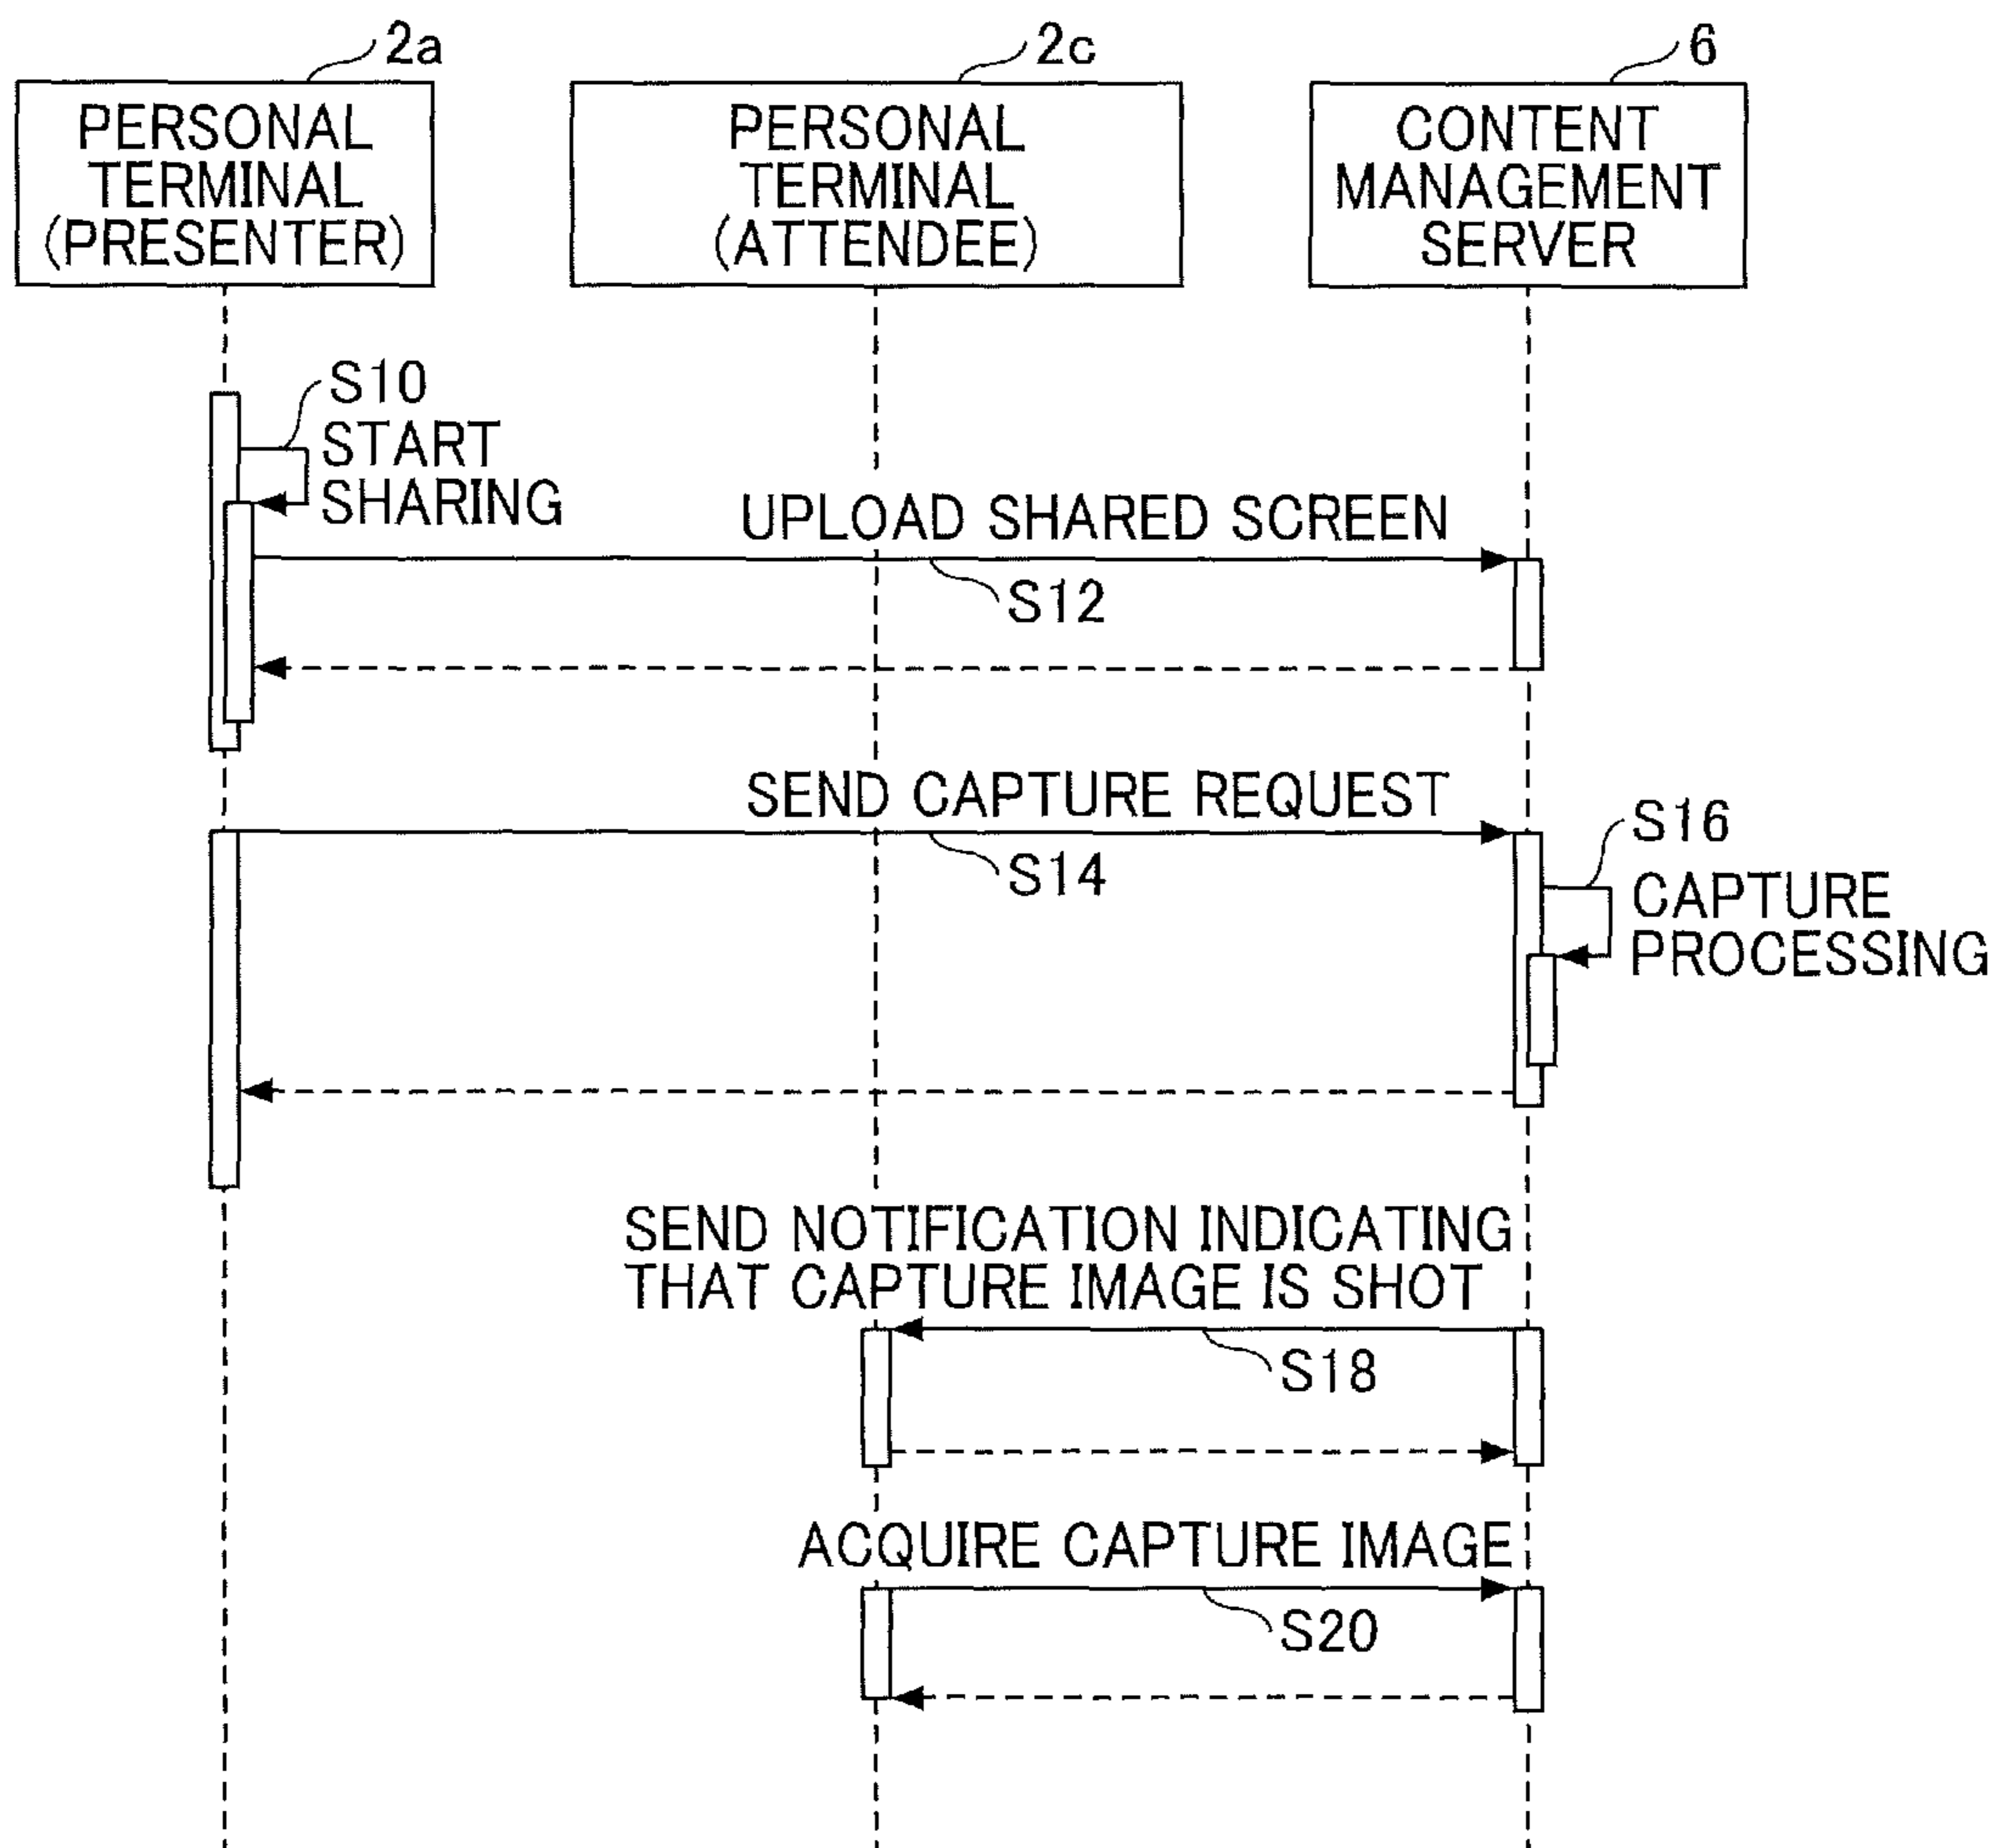 2a
2c
6
PERSONAL
TERMINAL
(PRESENTER)
PERSONAL
TERMINAL
(ATTENDEE)
CONTENT
MANAGEMENT
SERVER
S10
START
SHARING
UPLOAD SHARED SCREEN
S12
SEND CAPTURE REQUEST
S14
S16
CAPTURE
PROCESSING
SEND NOTIFICATION INDICATING
THAT CAPTURE IMAGE IS SHOT
S18
ACQUIRE CAPTURE IMAGE
S20